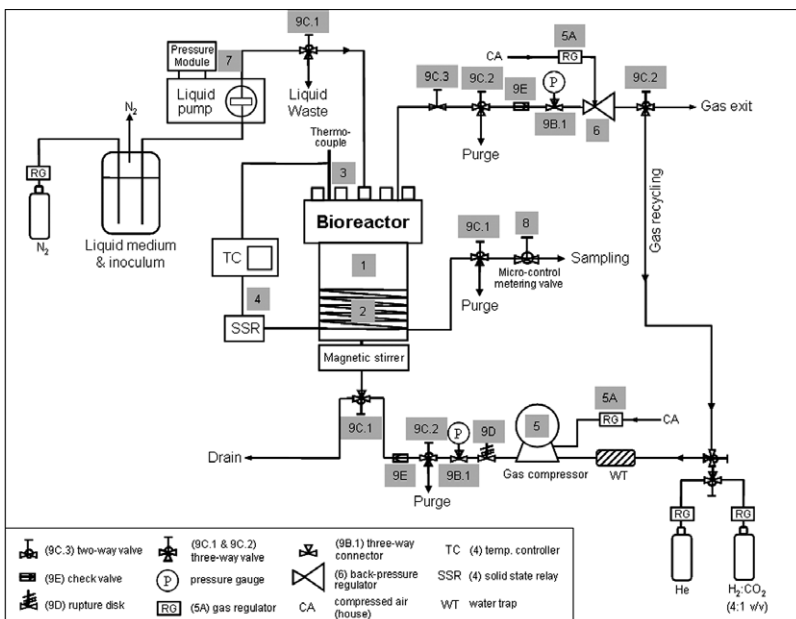 9C.1
5A
Pressure
Module
7
CA
RG
9C.3
9C.2
9E
P
9C.2
Liquid
pump
Liquid
Waste
9B.1
6
Gas exit
N₂
Thermo-
couple
Purge
RG
3
Gas recycling
Bioreactor
N₂
Liquid medium
& inoculum
9C.1
8
TC
1
Sampling
Micro-control
metering valve
4
2
Purge
SSR
Magnetic stirrer
5A
9C.1
9C.2
P
9D
5
RG
CA
Drain
9E
9B.1
Gas compressor
WT
Purge
RG
RG
He
H₂:CO₂
(4:1 v/v)
(9C.3) two-way valve
(9C.1 & 9C.2)
three-way valve
(9B.1) three-way
connector
TC (4) temp. controller
(9E) check valve
P pressure gauge
(6) back-pressure
regulator
SSR (4) solid state relay
(9D) rupture disk
RG (5A) gas regulator
CA compressed air
(house)
WT water trap